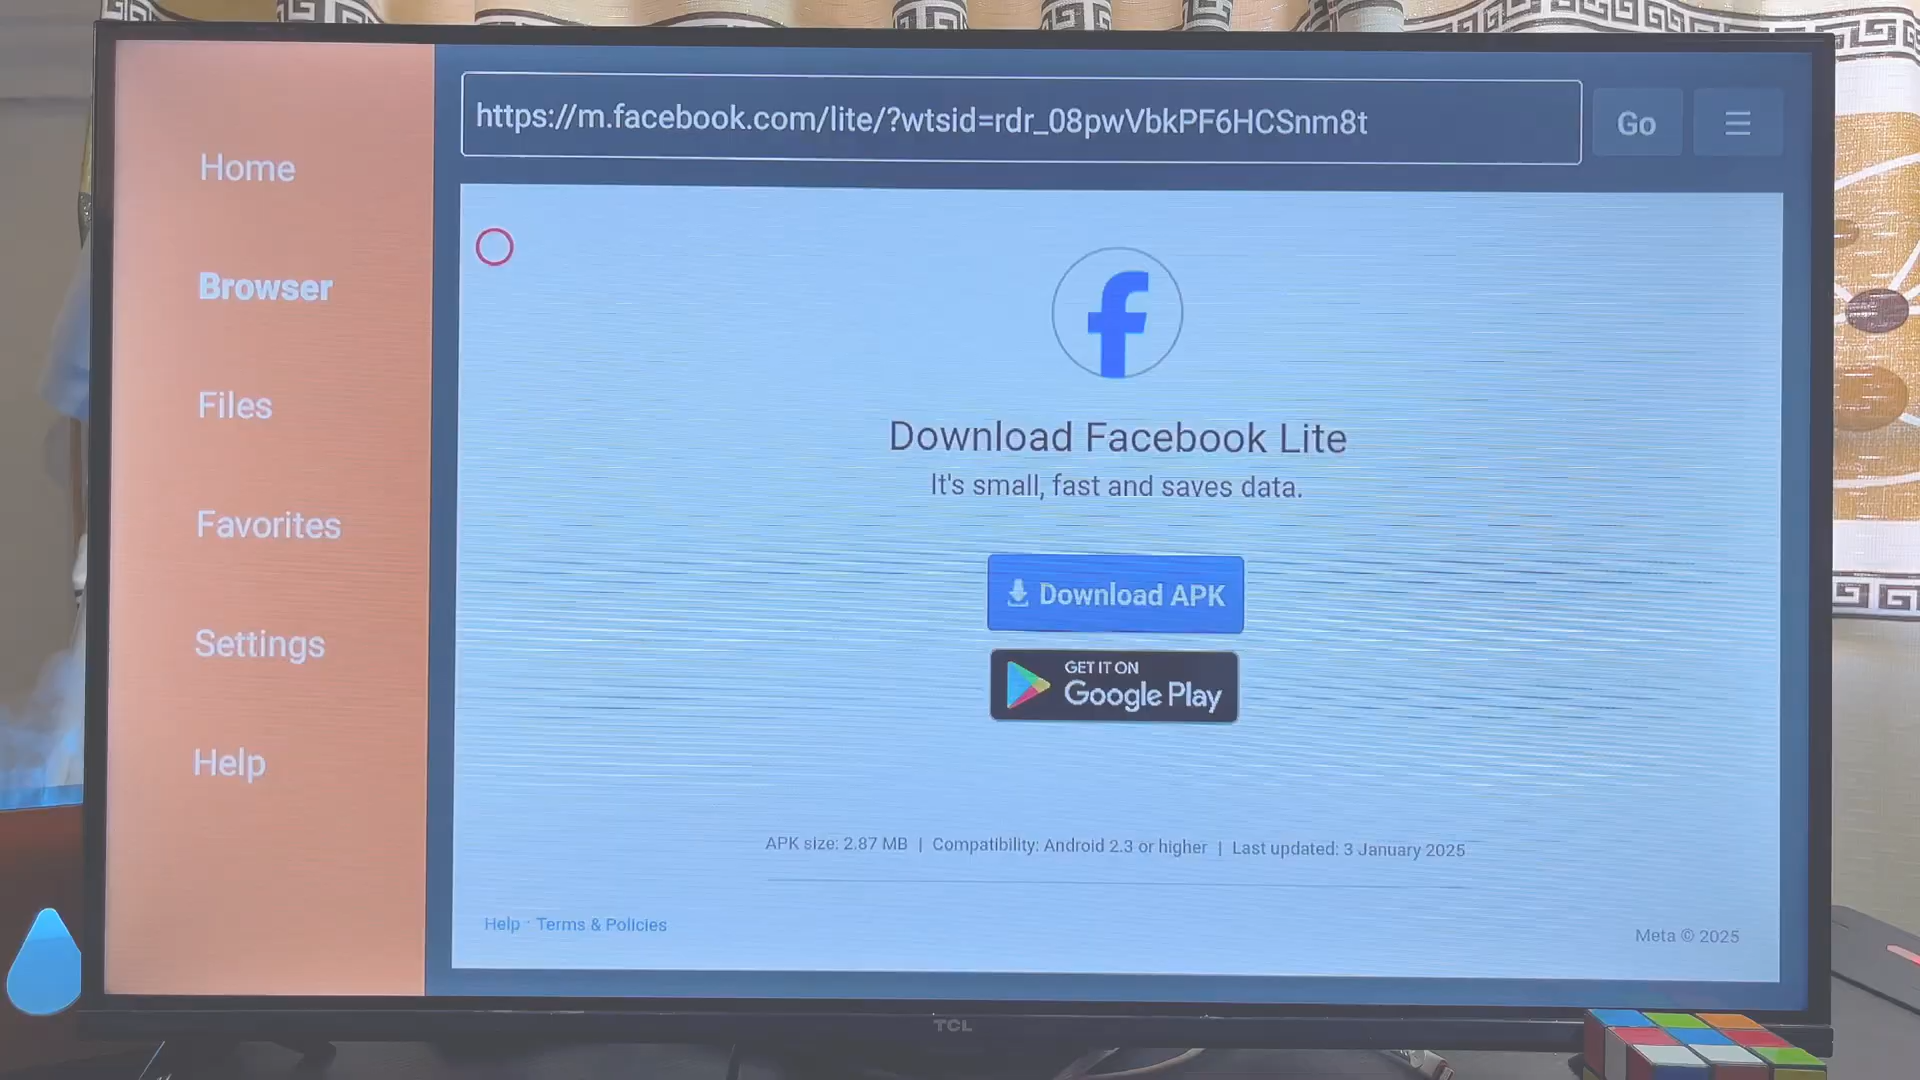 https://m.facebook.com/lite/?wtsid=rdr_08pwVbkPF6HCSnm8t
Go
Home
Browser
Files
Favorites
Settings
Help
f
Download Facebook Lite
It's small, fast and saves data.
Download APK
GET IT ON
Google Play
APK size: 2.87 MB | Compatibility: Android 2.3 or higher | Last updated: 3 January 2025
Help · Terms & Policies
Meta © 2025
TCL